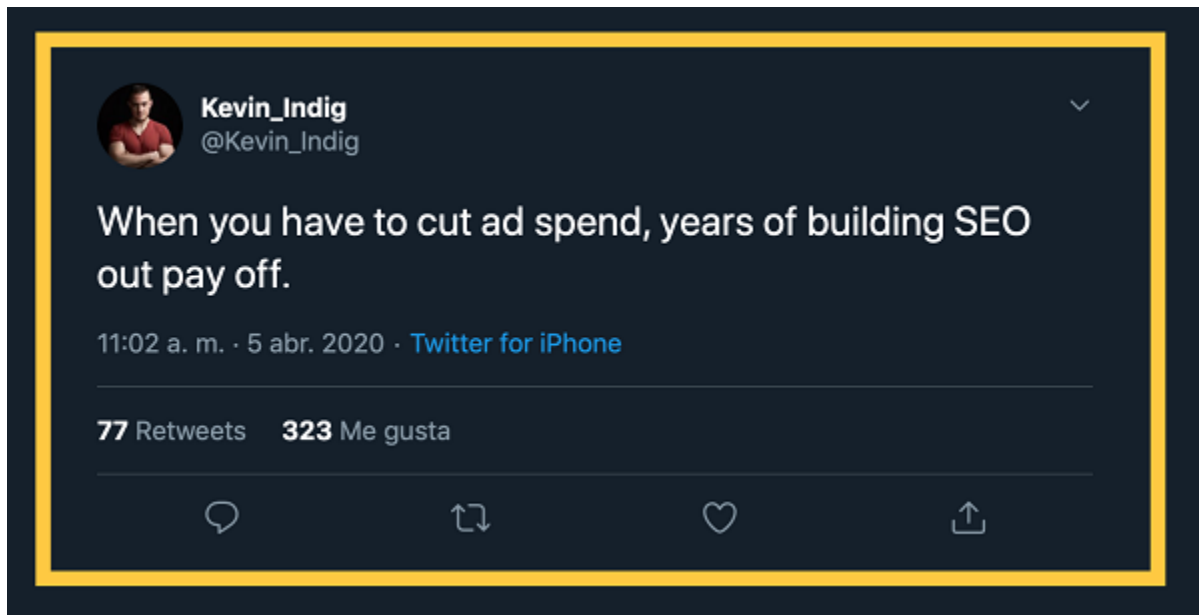 Kevin_Indig
@Kevin_Indig
When you have to cut ad spend, years of building SEO
out pay off.
11:02 a. m. · 5 abr. 2020 · Twitter for iPhone
77 Retweets 323 Me gusta